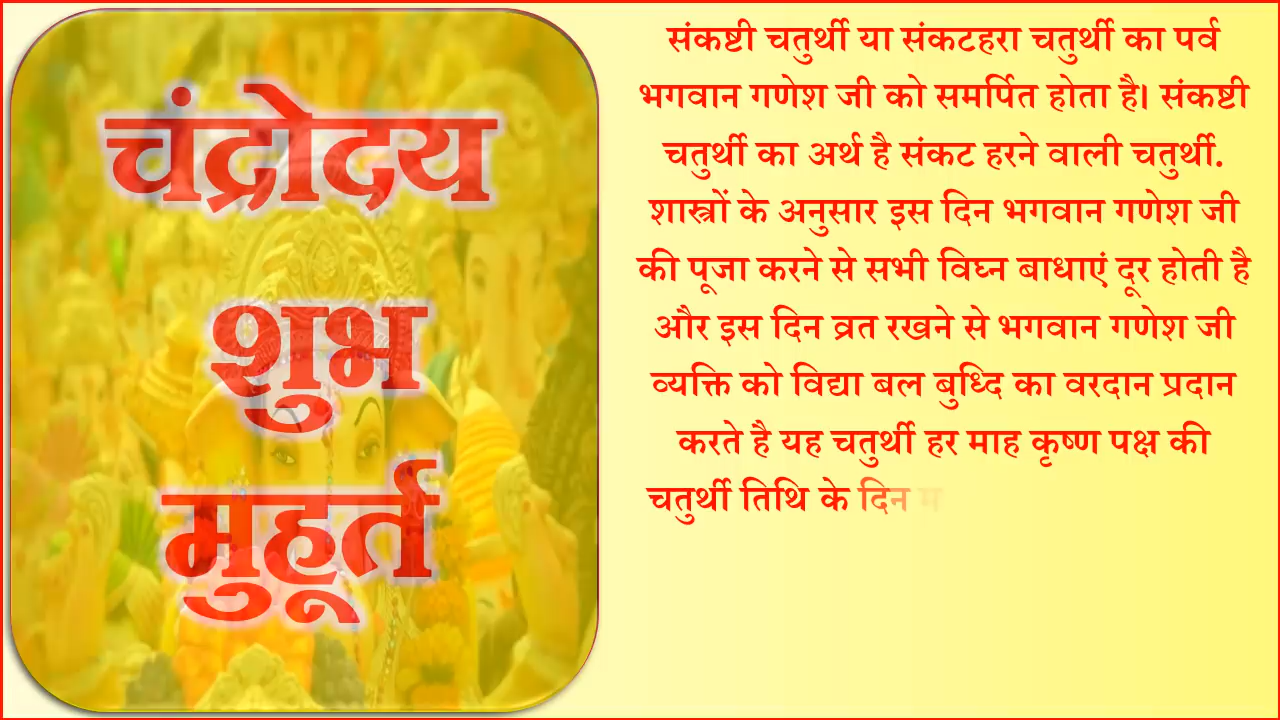 चंद्रोदय
शुभ
मुहूर्त
संकष्टी चतुर्थी या संकटहरा चतुर्थी का पर्व
भगवान गणेश जी को समर्पित होता है। संकष्टी
चतुर्थी का अर्थ है संकट हरने वाली चतुर्थी.
शास्त्रों के अनुसार इस दिन भगवान गणेश जी
की पूजा करने से सभी विघ्न बाधाएं दूर होती है
और इस दिन व्रत रखने से भगवान गणेश जी
व्यक्ति को विद्या बल बुध्दि का वरदान प्रदान
करते है यह चतुर्थी हर माह कृष्ण पक्ष की
चतुर्थी तिथि के दिन